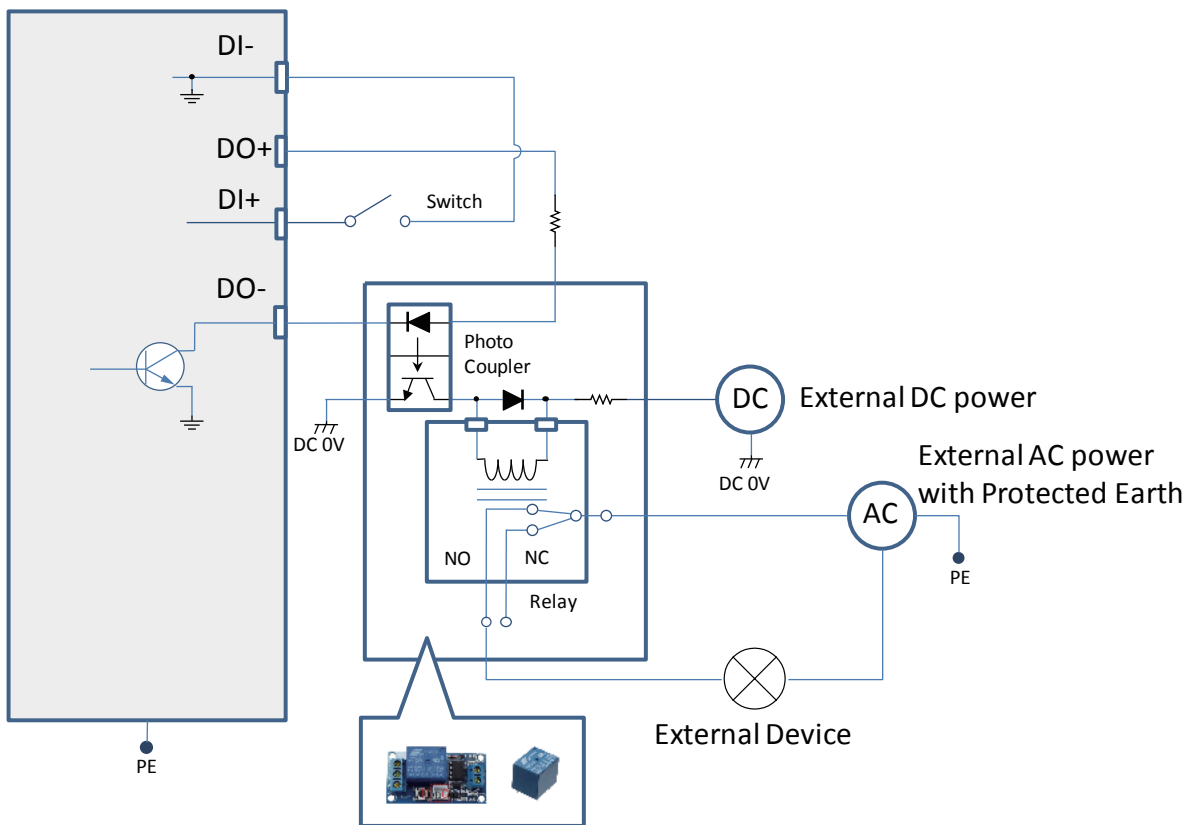 DI-
DO+
DI+
Switch
DO-
Photo
Coupler
DC
External DC power
DC 0V
DC 0V
External AC power
with Protected Earth
AC
NO
NC
PE
Relay
External Device
PE